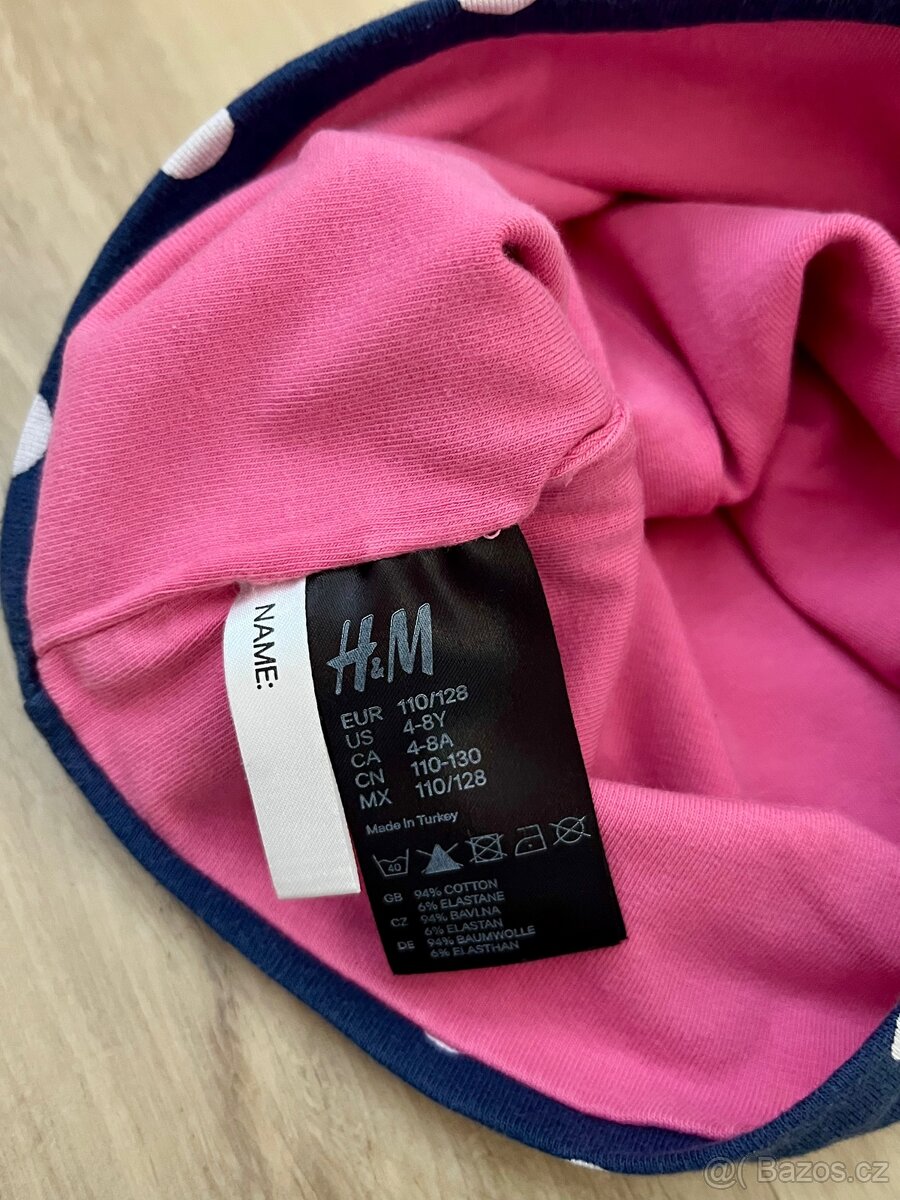 NAME:
H&M
EUR 110/128
US 4-8Y
CA 4-8A
CN 110-130
MX 110/128
Made in Turkey
40
GB 94% COTTON
6% ELASTANE
CZ 94% BAVLNA
6% ELASTAN
DE 94% BAUMWOLLE
6% ELASTHAN
@( Bazos.cz